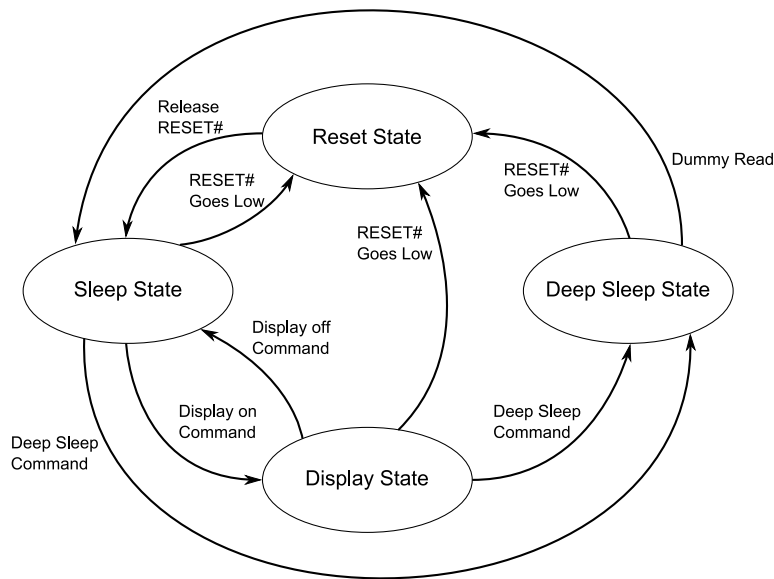 Release
RESET#
Reset State
Dummy Read
RESET#
Goes Low
RESET#
Goes Low
RESET#
Goes Low
Sleep State
Deep Sleep State
Display off
Command
Display on
Command
Deep Sleep
Command
Deep Sleep
Command
Display State